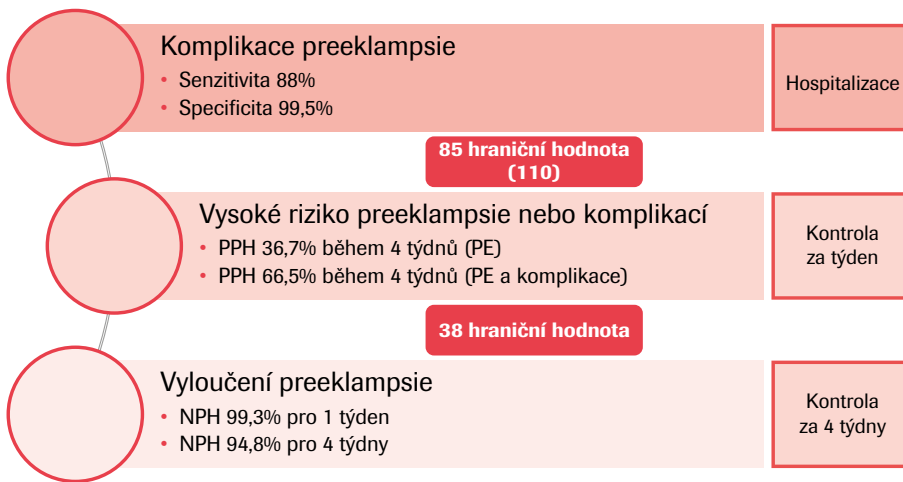 Komplikace preeklampsie
• Senzitivita 88%
• Specificita 99,5%
Hospitalizace
85 hraniční hodnota
(110)
Vysoké riziko preeklampsie nebo komplikací
• PPH 36,7% během 4 týdnů (PE)
• PPH 66,5% během 4 týdnů (PE a komplikace)
Kontrola
za týden
38 hraniční hodnota
Vyloučení preeklampsie
• NPH 99,3% pro 1 týden
• NPH 94,8% pro 4 týdny
Kontrola
za 4 týdny